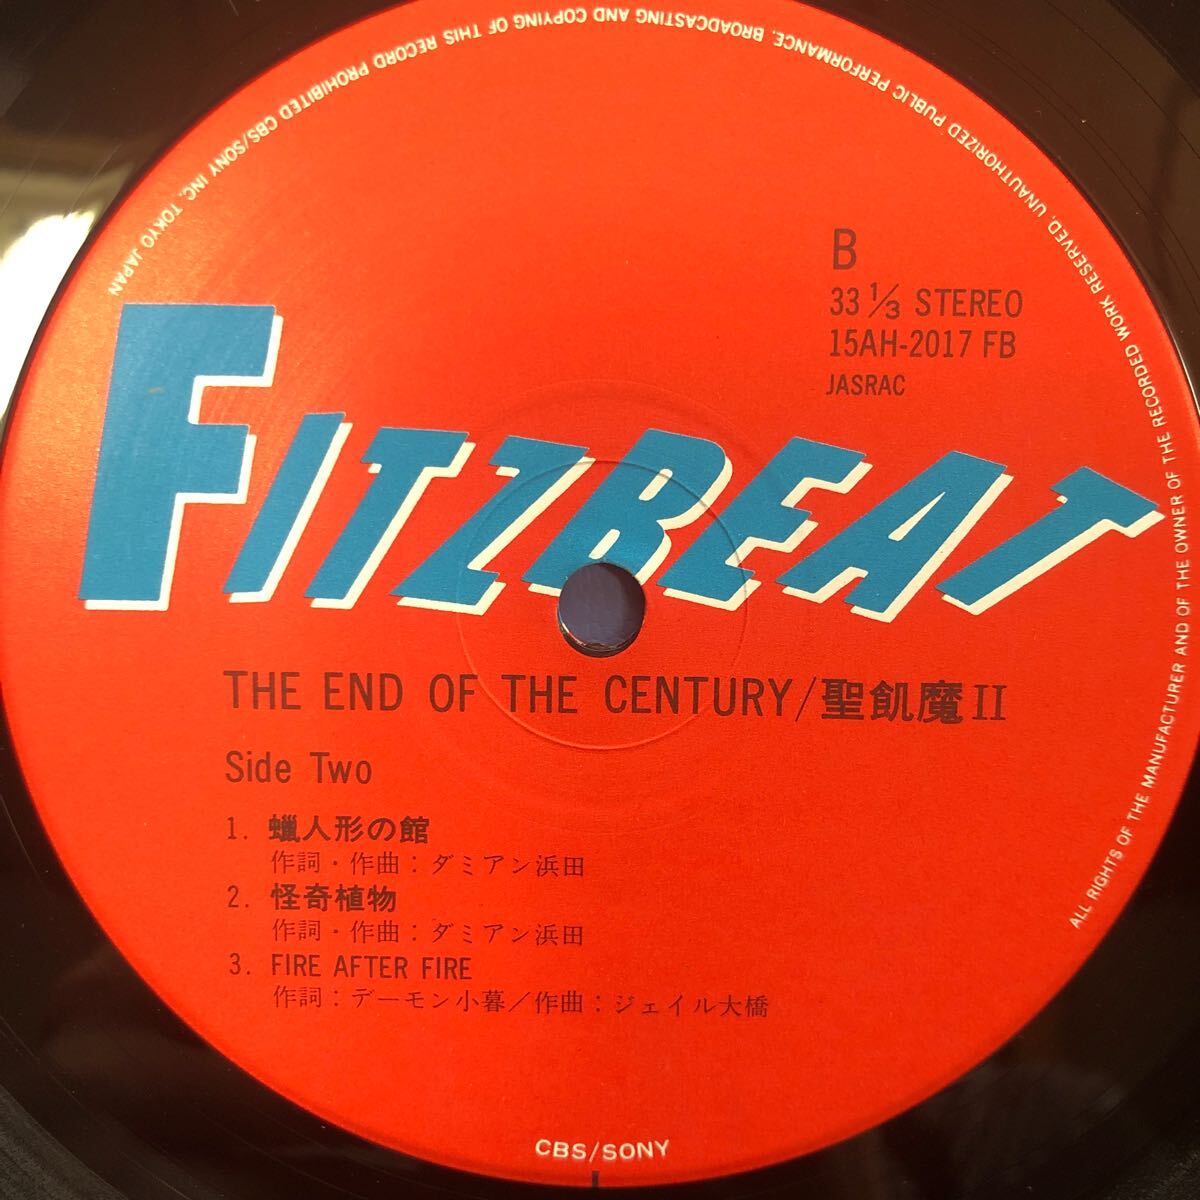 ALL RIGHTS OF THE MANUFACTURER AND OF THE OWNER OF THE RECORDED WORK RESERVED. UNAUTHORIZED PUBLIC PERFORMANCE, BROADCASTING AND COPYING OF THIS RECORD PROHIBITED CBS/SONY INC. TOKYO JAPAN
B
33 1/3 STEREO
15AH-2017 FB
JASRAC
FITZBEAT
THE END OF THE CENTURY/聖飢魔II
Side Two
1. 蠟人形の館
作詞・作曲：ダミアン浜田
2. 怪奇植物
作詞・作曲：ダミアン浜田
3. FIRE AFTER FIRE
作詞：デーモン小暮／作曲：ジェイル大橋
CBS/SONY